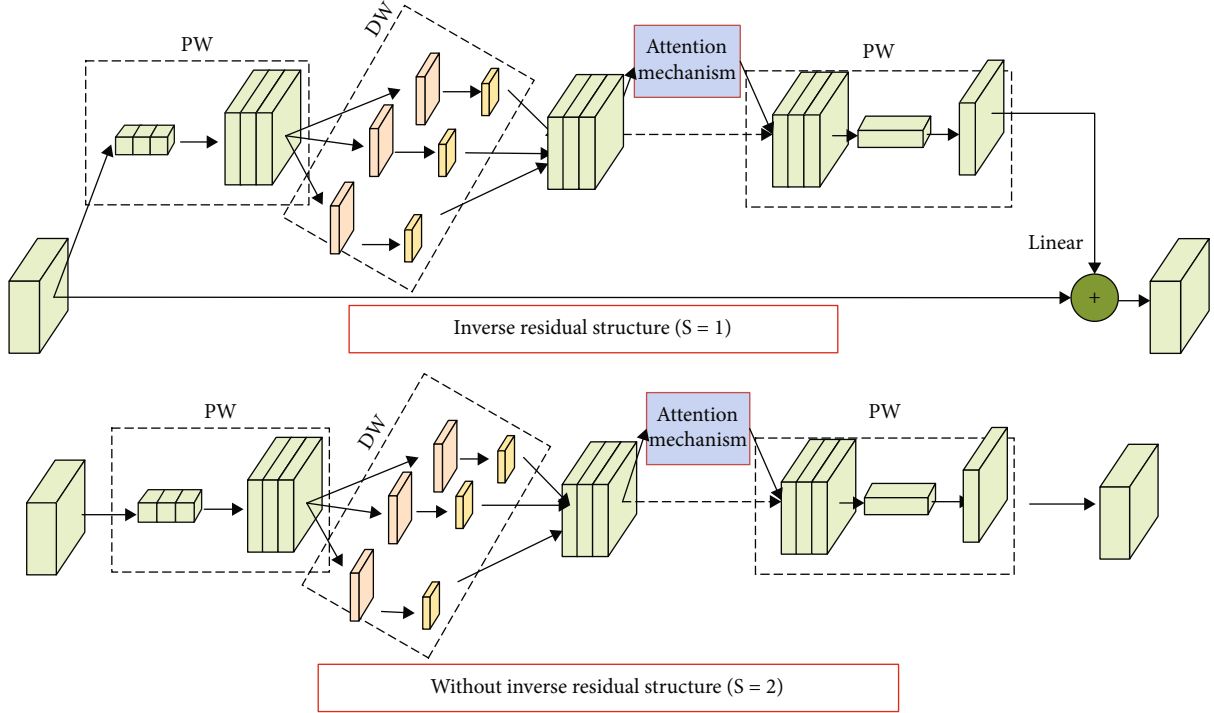 PW
DW
Attention
mechanism
PW
Linear
+
Inverse residual structure (S = 1)
PW
DW
Attention
mechanism
PW
Without inverse residual structure (S = 2)